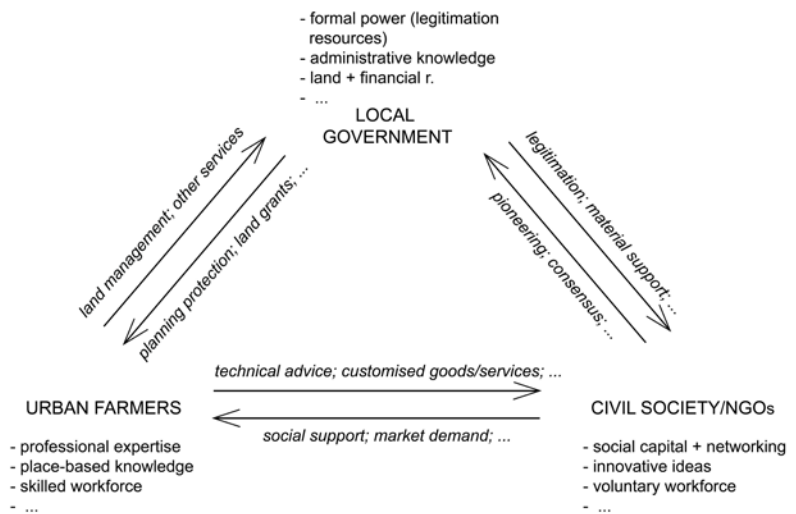 - formal power (legitimation
resources)
- administrative knowledge
- land + financial r.
- ...
LOCAL
GOVERNMENT
land management; other services
planning protection; land grants; ...
legitimation; material support; ...
pioneering; consensus; ...
technical advice; customised goods/services; ...
social support; market demand; ...
URBAN FARMERS
- professional expertise
- place-based knowledge
- skilled workforce
- ...
CIVIL SOCIETY/NGOs
- social capital + networking
- innovative ideas
- voluntary workforce
- ...